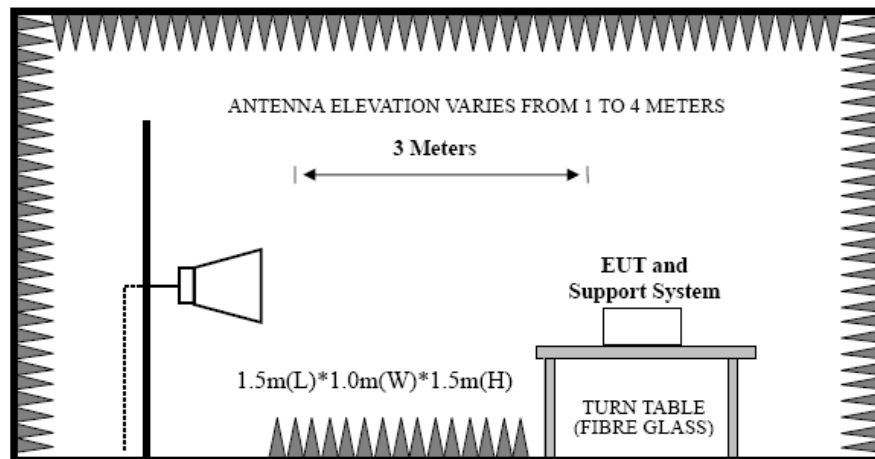 ANTENNA ELEVATION VARIES FROM 1 TO 4 METERS
3 Meters
EUT and
Support System
1.5m(L)*1.0m(W)*1.5m(H)
TURN TABLE
(FIBRE GLASS)